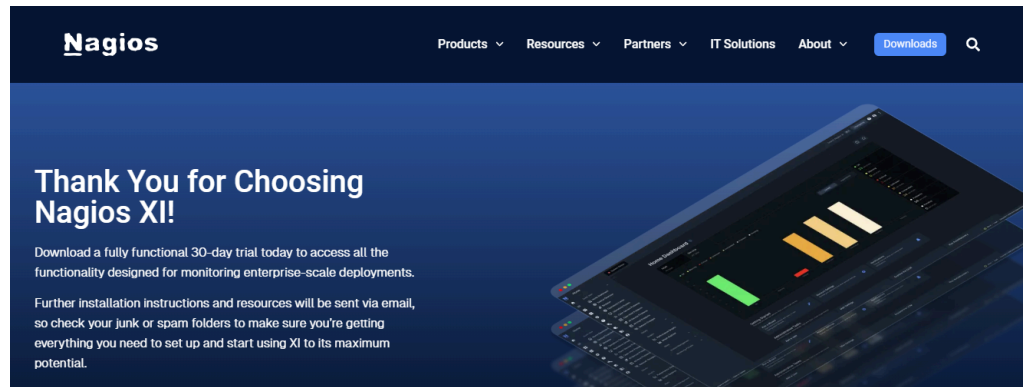 Nagios
Products Resources Partners IT Solutions About Downloads
Thank You for Choosing
Nagios XI!
Download a fully functional 30-day trial today to access all the
functionality designed for monitoring enterprise-scale deployments.
Further installation instructions and resources will be sent via email,
so check your junk or spam folders to make sure you're getting
everything you need to set up and start using XI to its maximum
potential.
Home Dashboard